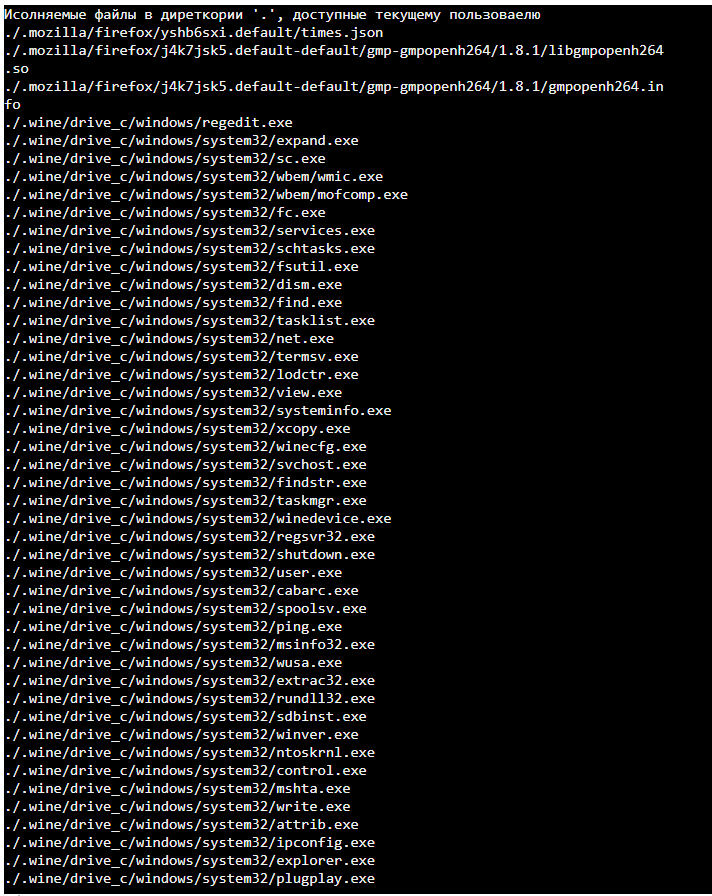 Исолняемые файлы в диреткории '.', доступные текущему пользоваелю
./.mozilla/firefox/yshb6sxi.default/times.json
./.mozilla/firefox/j4k7jsk5.default-default/gmp-gmpopenh264/1.8.1/libgmpopenh264
.so
./.mozilla/firefox/j4k7jsk5.default-default/gmp-gmpopenh264/1.8.1/gmpopenh264.in
fo
./.wine/drive_c/windows/regedit.exe
./.wine/drive_c/windows/system32/expand.exe
./.wine/drive_c/windows/system32/sc.exe
./.wine/drive_c/windows/system32/wbem/wmic.exe
./.wine/drive_c/windows/system32/wbem/mofcomp.exe
./.wine/drive_c/windows/system32/fc.exe
./.wine/drive_c/windows/system32/services.exe
./.wine/drive_c/windows/system32/schtasks.exe
./.wine/drive_c/windows/system32/fsutil.exe
./.wine/drive_c/windows/system32/dism.exe
./.wine/drive_c/windows/system32/find.exe
./.wine/drive_c/windows/system32/tasklist.exe
./.wine/drive_c/windows/system32/net.exe
./.wine/drive_c/windows/system32/termsv.exe
./.wine/drive_c/windows/system32/lodctr.exe
./.wine/drive_c/windows/system32/view.exe
./.wine/drive_c/windows/system32/systeminfo.exe
./.wine/drive_c/windows/system32/xcopy.exe
./.wine/drive_c/windows/system32/winecfg.exe
./.wine/drive_c/windows/system32/svchost.exe
./.wine/drive_c/windows/system32/findstr.exe
./.wine/drive_c/windows/system32/taskmgr.exe
./.wine/drive_c/windows/system32/winedevice.exe
./.wine/drive_c/windows/system32/regsvr32.exe
./.wine/drive_c/windows/system32/shutdown.exe
./.wine/drive_c/windows/system32/user.exe
./.wine/drive_c/windows/system32/cabarc.exe
./.wine/drive_c/windows/system32/spoolsv.exe
./.wine/drive_c/windows/system32/ping.exe
./.wine/drive_c/windows/system32/msinfo32.exe
./.wine/drive_c/windows/system32/wusa.exe
./.wine/drive_c/windows/system32/extrac32.exe
./.wine/drive_c/windows/system32/rundll32.exe
./.wine/drive_c/windows/system32/sdbinst.exe
./.wine/drive_c/windows/system32/winver.exe
./.wine/drive_c/windows/system32/ntoskrnl.exe
./.wine/drive_c/windows/system32/control.exe
./.wine/drive_c/windows/system32/mshta.exe
./.wine/drive_c/windows/system32/write.exe
./.wine/drive_c/windows/system32/attrib.exe
./.wine/drive_c/windows/system32/ipconfig.exe
./.wine/drive_c/windows/system32/explorer.exe
./.wine/drive_c/windows/system32/plugplay.exe